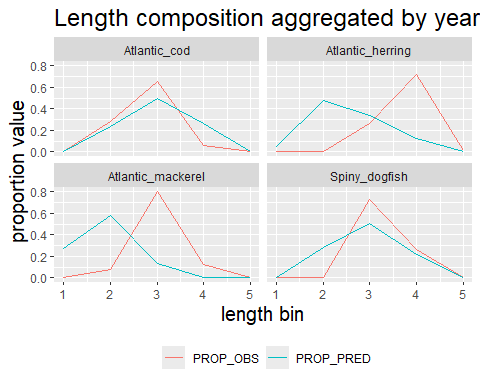 Length composition aggregated by year
Atlantic_cod
Atlantic_herring
0.8
0.6
0.4
0.2
0.0
Atlantic_mackerel
Spiny_dogfish
0.8
0.6
0.4
0.2
0.0
proportion value
1 2 3 4 5
1 2 3 4 5
length bin
PROP_OBS PROP_PRED